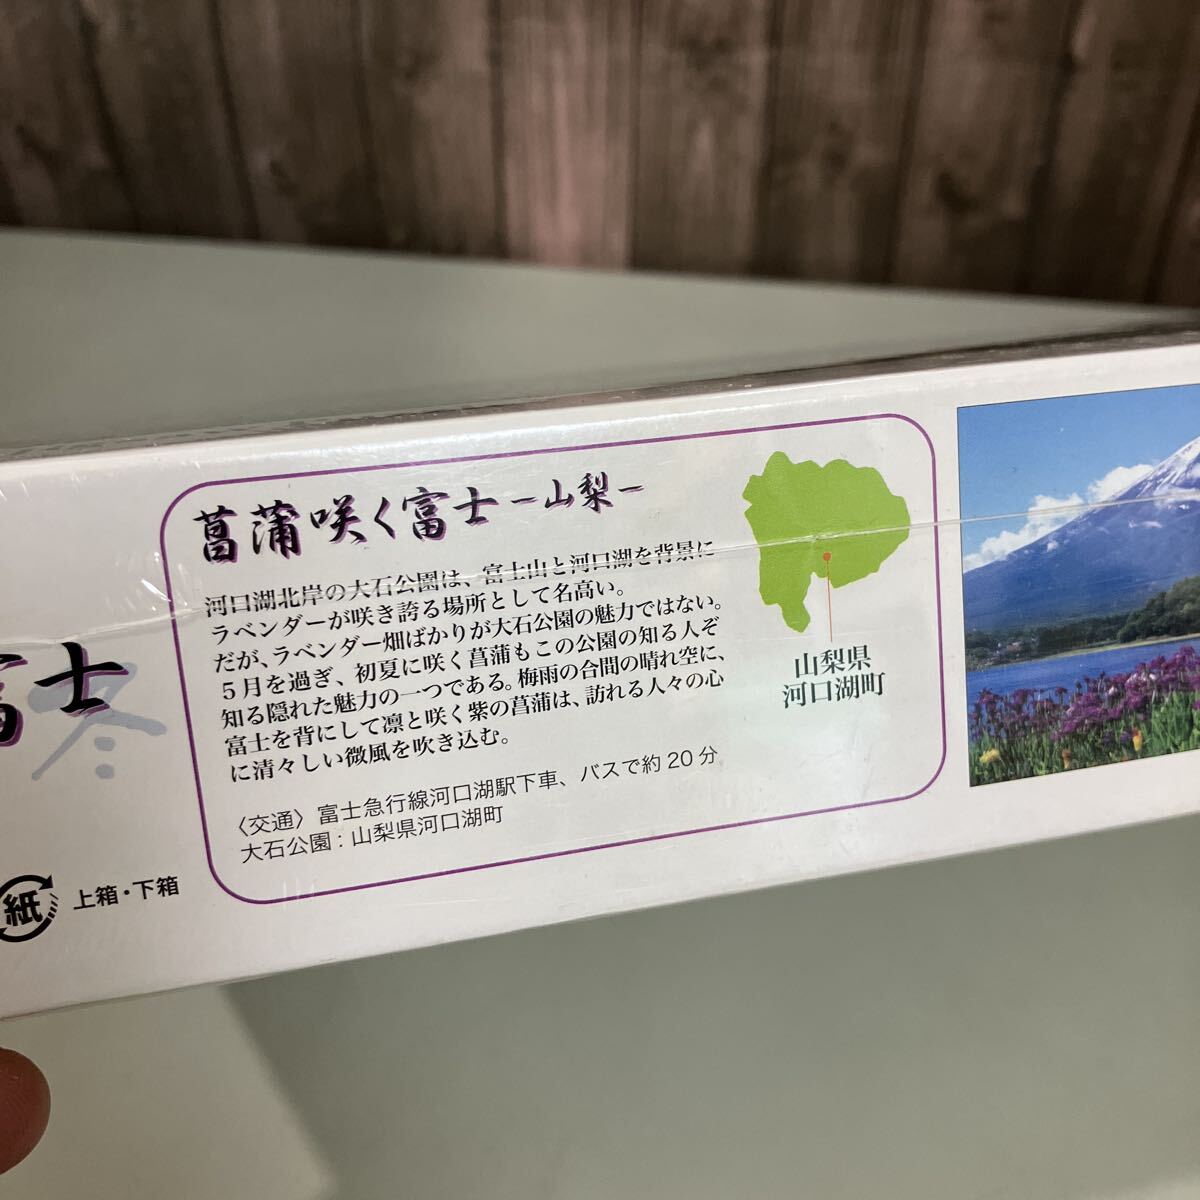 菖蒲咲く富士 −山梨−
河口湖北岸の大石公園は、富士山と河口湖を背景に
ラベンダーが咲き誇る場所として名高い。
だが、ラベンダー畑ばかりが大石公園の魅力ではない。
５月を過ぎ、初夏に咲く菖蒲もこの公園の知る人ぞ
知る隠れた魅力の一つである。梅雨の合間の晴れ空に、
富士を背にして凛と咲く紫の菖蒲は、訪れる人々の心
に清々しい微風を吹き込む。
〈交通〉富士急行線河口湖駅下車、バスで約20分
大石公園：山梨県河口湖町
山梨県
河口湖町
富士
冬
紙
上箱・下箱